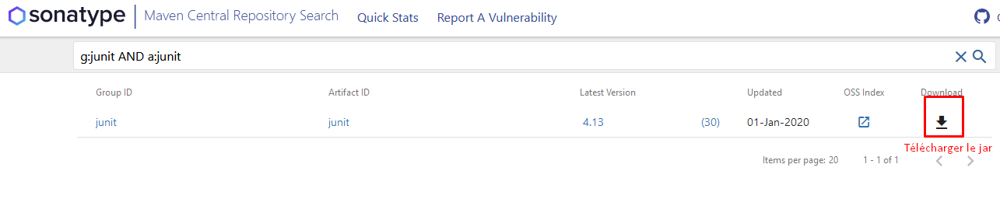 sonatype Maven Central Repository Search Quick Stats Report A Vulnerability
g:junit AND a:junit
Group ID Artifact ID Latest Version Updated OSS Index Download
junit junit 4.13 (30) 01-Jan-2020
Télécharger le jar
Items per page: 20 1 - 1 of 1